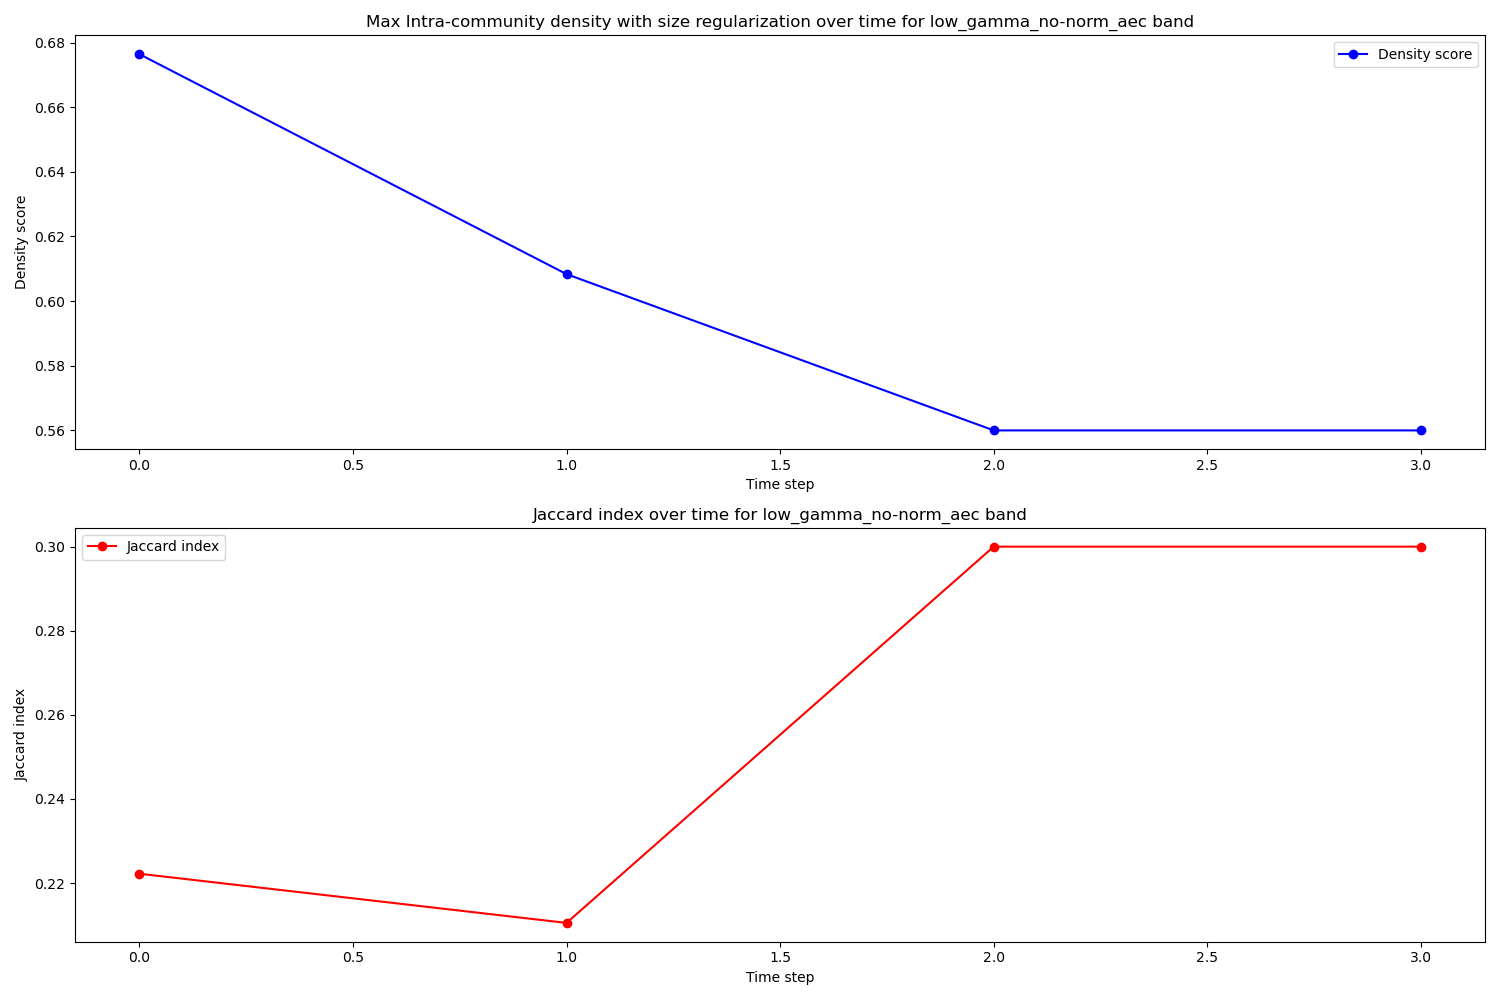 Max Intra-community density with size regularization over time for low_gamma_no-norm_aec band
Density score
0.68
0.66
0.64
0.62
0.60
0.58
0.56
Density score
0.0 0.5 1.0 1.5 2.0 2.5 3.0
Time step
Jaccard index over time for low_gamma_no-norm_aec band
Jaccard index
0.30
0.28
0.26
0.24
0.22
Jaccard index
0.0 0.5 1.0 1.5 2.0 2.5 3.0
Time step